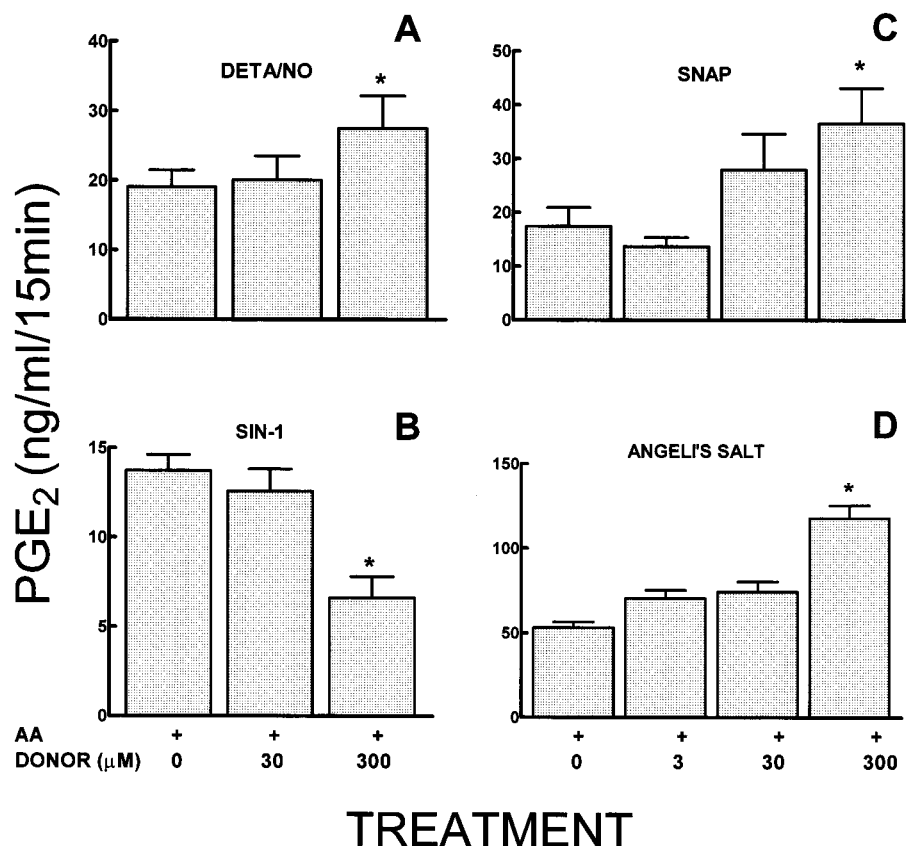 A
DETA/NO
*
40
30
20
10
0
C
SNAP
*
50
40
30
20
10
0
PGE2 (ng/ml/15min)
B
SIN-1
*
15
10
5
0
D
ANGELI'S SALT
*
150
100
50
0
AA + + + + + + +
DONOR (μM) 0 30 300 0 3 30 300
TREATMENT